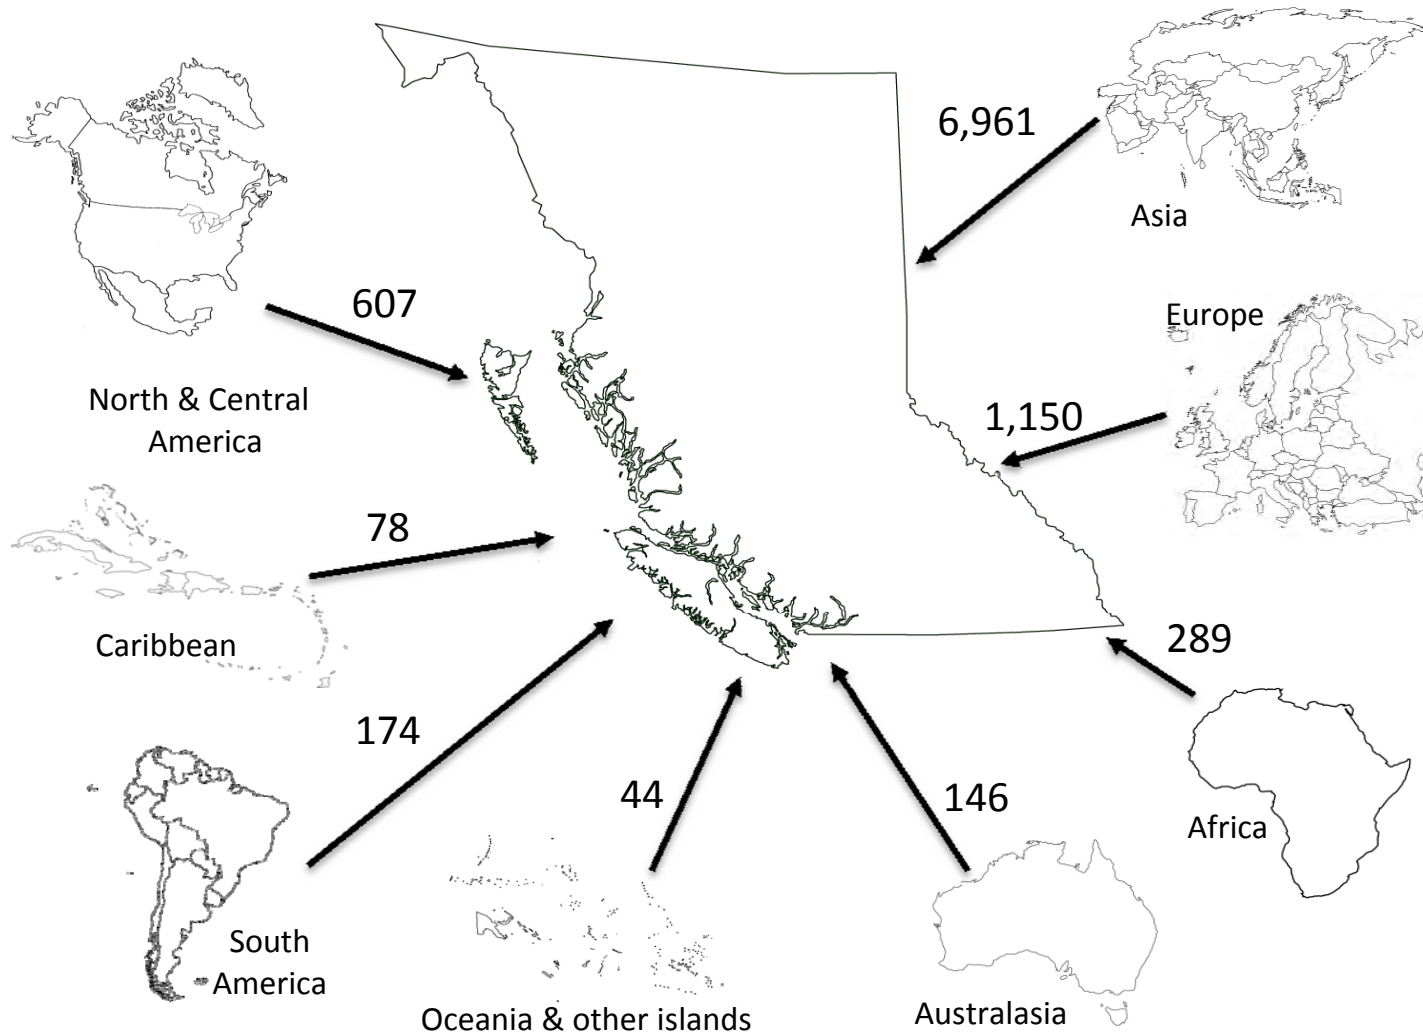 6,961
Asia
Europe
607
North & Central
America
1,150
78
Caribbean
289
174
44
146
Africa
South
America
Oceania & other islands
Australasia